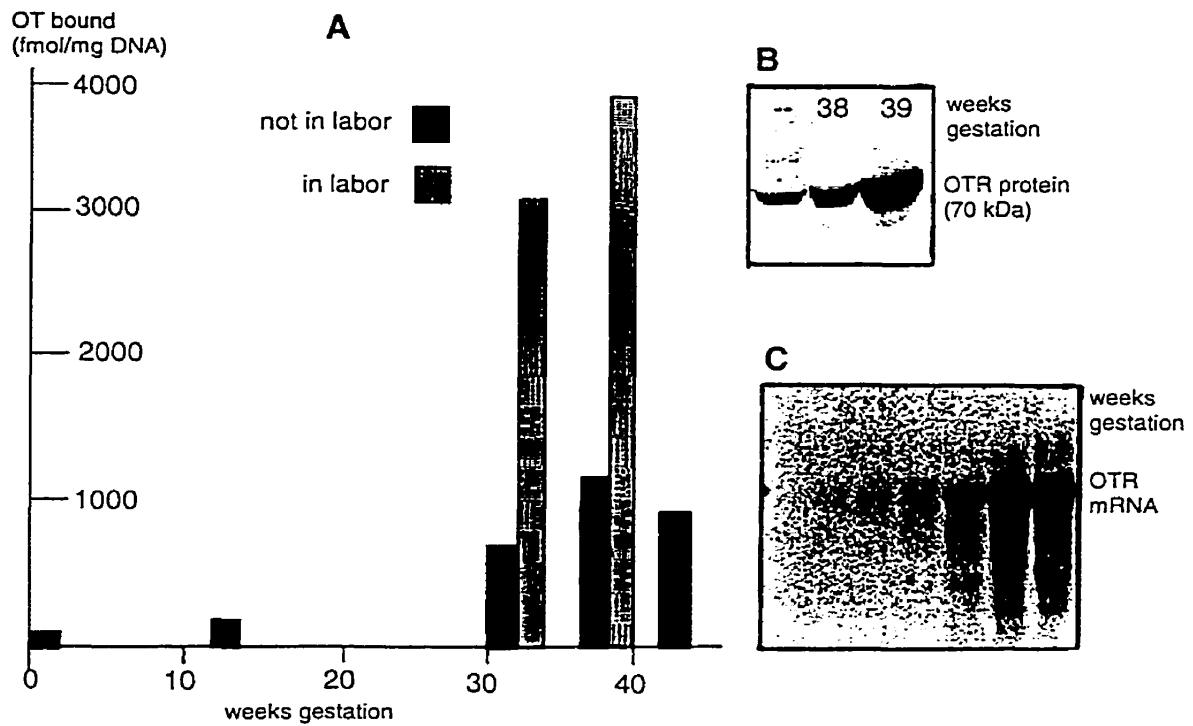 OT bound
(fmol/mg DNA)
A
4000
3000
2000
1000
not in labor
in labor
0 10 20 30 40
weeks gestation
B
-- 38 39
weeks
gestation
OTR protein
(70 kDa)
C
weeks
gestation
OTR
mRNA